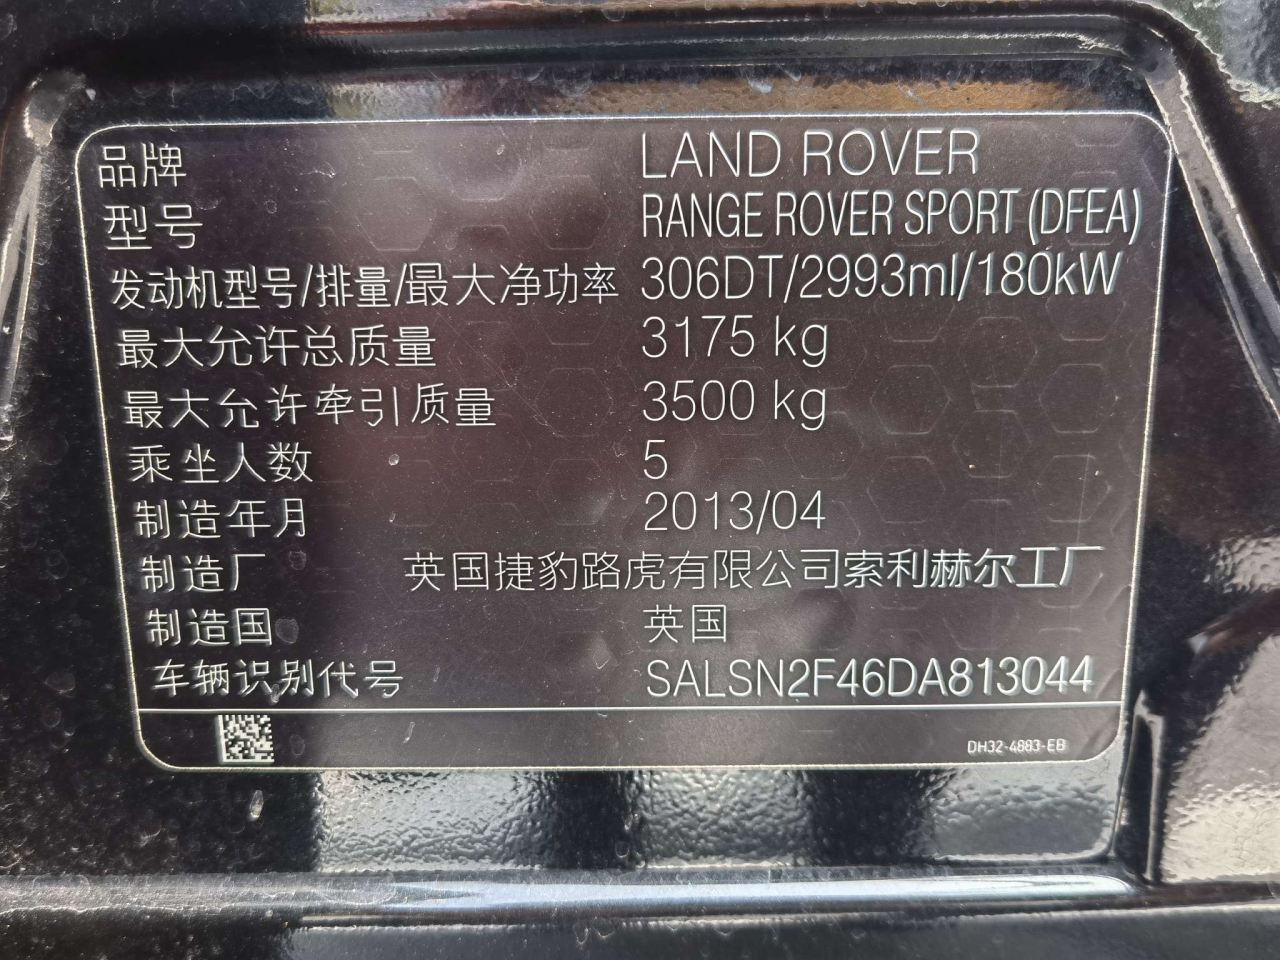 品牌 LAND ROVER
型号 RANGE ROVER SPORT (DFEA)
发动机型号/排量/最大净功率 306DT/2993ml/180kW
最大允许总质量 3175 kg
最大允许牵引质量 3500 kg
乘坐人数 5
制造年月 2013/04
制造厂 英国捷豹路虎有限公司索利赫尔工厂
制造国 英国
车辆识别代号 SALSN2F46DA813044
DH32-4883-EB